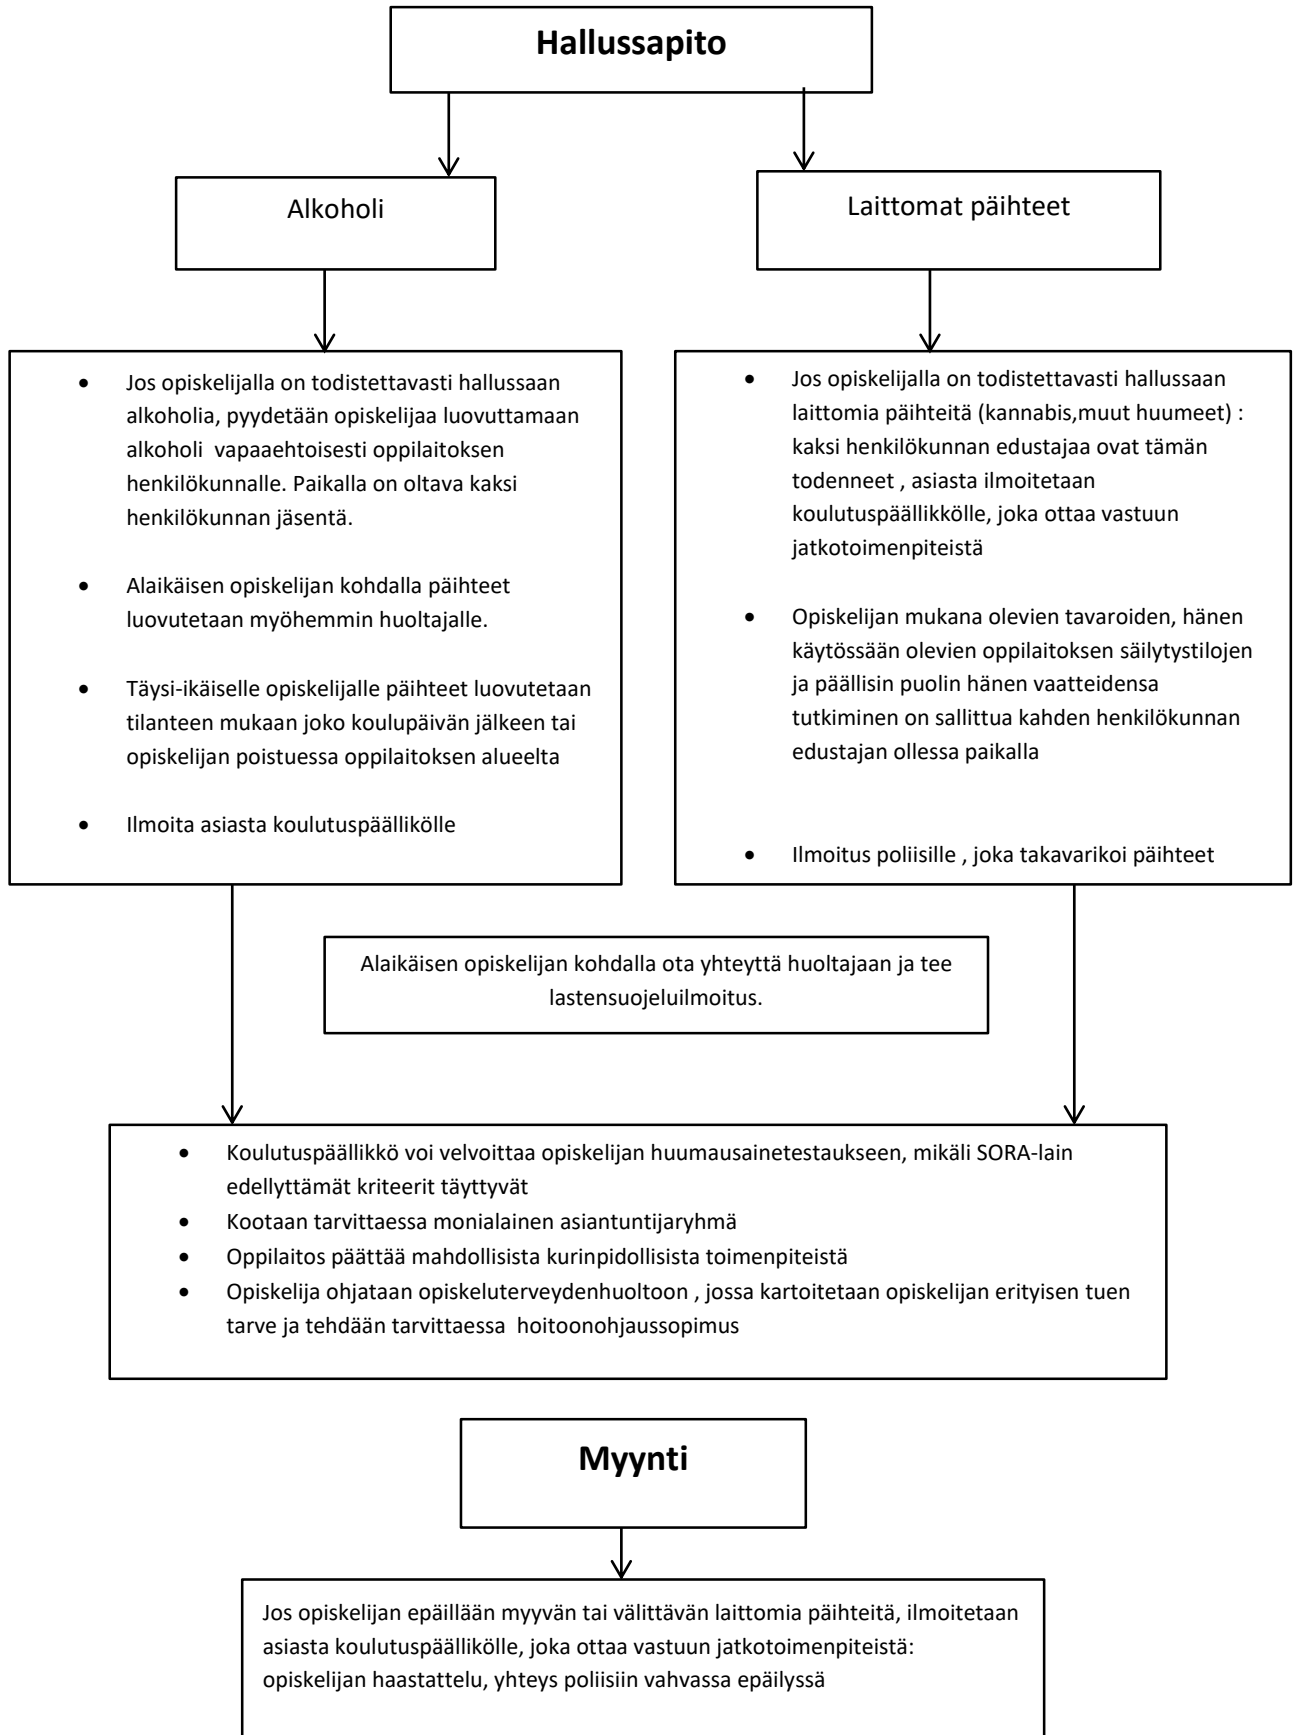 Hallussapito
Alkoholi
Laittomat päihteet
• Jos opiskelijalla on todistettavasti hallussaan
alkoholia, pyydetään opiskelijaa luovuttamaan
alkoholi vapaaehtoisesti oppilaitoksen
henkilökunnalle. Paikalla on oltava kaksi
henkilökunnan jäsentä.
• Alaikäisen opiskelijan kohdalla päihteet
luovutetaan myöhemmin huoltajalle.
• Täysi-ikäiselle opiskelijalle päihteet luovutetaan
tilanteen mukaan joko koulupäivän jälkeen tai
opiskelijan poistuessa oppilaitoksen alueelta
• Ilmoita asiasta koulutuspäällikölle
• Jos opiskelijalla on todistettavasti hallussaan
laittomia päihteitä (kannabis,muut huumeet) :
kaksi henkilökunnan edustajaa ovat tämän
todenneet , asiasta ilmoitetaan
koulutuspäällikkölle, joka ottaa vastuun
jatkotoimenpiteistä
• Opiskelijan mukana olevien tavaroiden, hänen
käytössään olevien oppilaitoksen säilytystilojen
ja päällisin puolin hänen vaatteidensa
tutkiminen on sallittua kahden henkilökunnan
edustajan ollessa paikalla
• Ilmoitus poliisille , joka takavarikoi päihteet
Alaikäisen opiskelijan kohdalla ota yhteyttä huoltajaan ja tee
lastensuojeluilmoitus.
• Koulutuspäällikkö voi velvoittaa opiskelijan huumausainetestaukseen, mikäli SORA-lain
edellyttämät kriteerit täyttyvät
• Kootaan tarvittaessa monialainen asiantuntijaryhmä
• Oppilaitos päättää mahdollisista kurinpidollisista toimenpiteistä
• Opiskelija ohjataan opiskeluterveydenhuoltoon , jossa kartoitetaan opiskelijan erityisen tuen
tarve ja tehdään tarvittaessa hoitoonohjaussopimus
Myynti
Jos opiskelijan epäillään myyvän tai välittävän laittomia päihteitä, ilmoitetaan
asiasta koulutuspäällikölle, joka ottaa vastuun jatkotoimenpiteistä:
opiskelijan haastattelu, yhteys poliisiin vahvassa epäilyssä